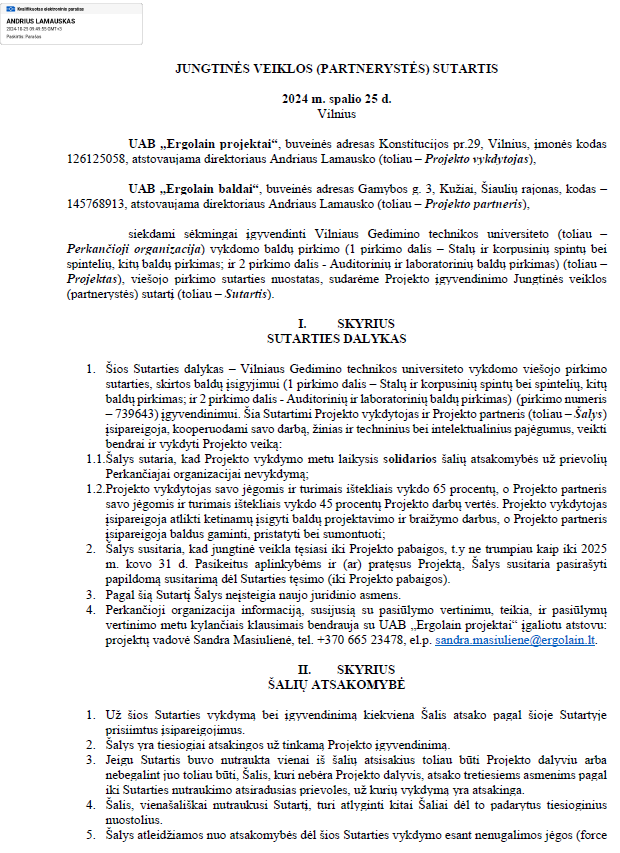 Kvalifikuotas elektroninis parašas
ANDRIUS LAMAUSKAS
2024-10-25 09:49:55 GMT+3
Paskirtis: Parašas
JUNGTINĖS VEIKLOS (PARTNERYSTĖS) SUTARTIS
2024 m. spalio 25 d.
Vilnius
UAB „Ergolain projektai“, buveinės adresas Konstitucijos pr.29, Vilnius, įmonės kodas
126125058, atstovaujama direktoriaus Andriaus Lamausko (toliau – Projekto vykdytojas),
UAB „Ergolain baldai“, buveinės adresas Gamybos g. 3, Kužiai, Šiaulių rajonas, kodas –
145768913, atstovaujama direktoriaus Andriaus Lamausko (toliau – Projekto partneris),
siekdami sėkmingai įgyvendinti Vilniaus Gedimino technikos universiteto (toliau –
Perkančioji organizacija) vykdomo baldų pirkimo (1 pirkimo dalis – Stalų ir korpusinių spintų bei
spintelių, kitų baldų pirkimas; ir 2 pirkimo dalis - Auditorinių ir laboratorinių baldų pirkimas) (toliau –
Projektas), viešojo pirkimo sutarties nuostatas, sudarėme Projekto įgyvendinimo Jungtinės veiklos
(partnerystės) sutartį (toliau – Sutartis).
I. SKYRIUS
SUTARTIES DALYKAS
1. Šios Sutarties dalykas – Vilniaus Gedimino technikos universiteto vykdomo viešojo pirkimo
sutarties, skirtos baldų įsigyjimui (1 pirkimo dalis – Stalų ir korpusinių spintų bei spintelių, kitų
baldų pirkimas; ir 2 pirkimo dalis - Auditorinių ir laboratorinių baldų pirkimas) (pirkimo numeris
– 739643) įgyvendinimui. Šia Sutartimi Projekto vykdytojas ir Projekto partneris (toliau – Šalys)
įsipareigoja, kooperuodami savo darbą, žinias ir techninius bei intelektualinius pajėgumus, veikti
bendrai ir vykdyti Projekto veiką:
1.1.Šalys sutaria, kad Projekto vykdymo metu laikysis solidarios šalių atsakomybės už prievolių
Perkančiajai organizacijai nevykdymą;
1.2.Projekto vykdytojas savo jėgomis ir turimais ištekliais vykdo 65 procentų, o Projekto partneris
savo jėgomis ir turimais ištekliais vykdo 45 procentų Projekto darbų vertės. Projekto vykdytojas
įsipareigoja atlikti ketinamų įsigyti baldų projektavimo ir braižymo darbus, o Projekto partneris
įsipareigoja baldus gaminti, pristatyti bei sumontuoti;
2. Šalys susitaria, kad jungtinė veikla tęsiasi iki Projekto pabaigos, t.y ne trumpiau kaip iki 2025
m. kovo 31 d. Pasikeitus aplinkybėms ir (ar) pratęsus Projektą, Šalys susitaria pasirašyti
papildomą susitarimą dėl Sutarties tęsimo (iki Projekto pabaigos).
3. Pagal šią Sutartį Šalys neįsteigia naujo juridinio asmens.
4. Perkančioji organizacija informaciją, susijusią su pasiūlymo vertinimu, teikia, ir pasiūlymų
vertinimo metu kylančiais klausimais bendrauja su UAB „Ergolain projektai“ įgaliotu atstovu:
projektų vadovė Sandra Masiulienė, tel. +370 665 23478, el.p. sandra.masiuliene@ergolain.lt.
II. SKYRIUS
ŠALIŲ ATSAKOMYBĖ
1. Už šios Sutarties vykdymą bei įgyvendinimą kiekviena Šalis atsako pagal šioje Sutartyje
prisiimtus įsipareigojimus.
2. Šalys yra tiesiogiai atsakingos už tinkamą Projekto įgyvendinimą.
3. Jeigu Sutartis buvo nutraukta vienai iš šalių atsisakius toliau būti Projekto dalyviu arba
nebegalint juo toliau būti, Šalis, kuri nebėra Projekto dalyvis, atsako tretiesiems asmenims pagal
iki Sutarties nutraukimo atsiradusias prievoles, už kurių vykdymą yra atsakinga.
4. Šalis, vienašališkai nutraukusi Sutartį, turi atlyginti kitai Šaliai dėl to padarytus tiesioginius
nuostolius.
5. Šalys atleidžiamos nuo atsakomybės dėl šios Sutarties vykdymo esant nenugalimos jėgos (force